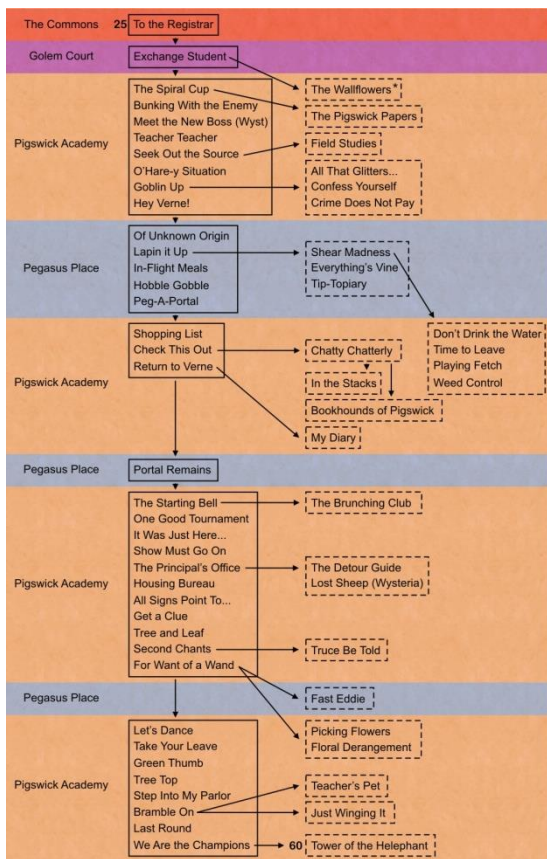 The Commons 25 To the Registrar
Golem Court Exchange Student
Pigswick Academy
The Spiral Cup
Bunking With the Enemy
Meet the New Boss (Wyst)
Teacher Teacher
Seek Out the Source
O'Hare-y Situation
Goblin Up
Hey Verne!
The Wallflowers*
The Pigswick Papers
Field Studies
All That Glitters...
Confess Yourself
Crime Does Not Pay
Pegasus Place
Of Unknown Origin
Lapin it Up
In-Flight Meals
Hobble Gobble
Peg-A-Portal
Shear Madness
Everything's Vine
Tip-Topiary
Don't Drink the Water
Time to Leave
Playing Fetch
Weed Control
Pigswick Academy
Shopping List
Check This Out
Return to Verne
Chatty Chatterly
In the Stacks
Bookhounds of Pigswick
My Diary
Pegasus Place Portal Remains
Pigswick Academy
The Starting Bell
One Good Tournament
It Was Just Here...
Show Must Go On
The Principal's Office
Housing Bureau
All Signs Point To...
Get a Clue
Tree and Leaf
Second Chants
For Want of a Wand
The Brunching Club
The Detour Guide
Lost Sheep (Wysteria)
Truce Be Told
Pegasus Place
Fast Eddie
Picking Flowers
Floral Derangement
Pigswick Academy
Let's Dance
Take Your Leave
Green Thumb
Tree Top
Step Into My Parlor
Bramble On
Last Round
We Are the Champions
Teacher's Pet
Just Winging It
60 Tower of the Helephant